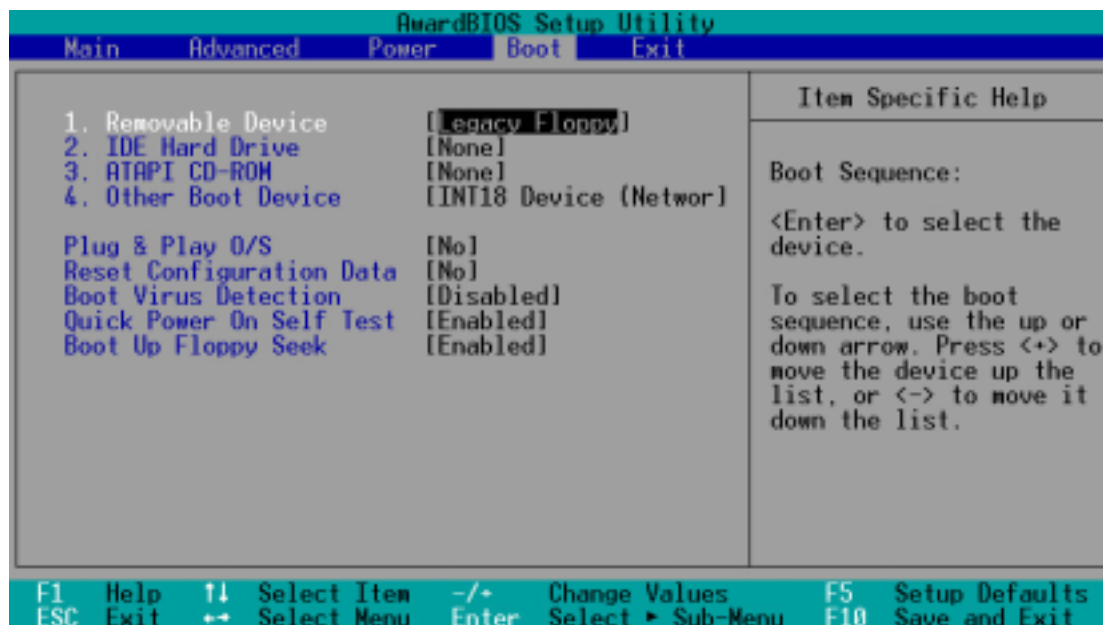 AwardBIOS Setup Utility
Main Advanced Power Boot Exit
1. Removable Device [Legacy Floppy]
2. IDE Hard Drive [None]
3. ATAPI CD-ROM [None]
4. Other Boot Device [INT18 Device (Networ]
Plug & Play O/S [No]
Reset Configuration Data [No]
Boot Virus Detection [Disabled]
Quick Power On Self Test [Enabled]
Boot Up Floppy Seek [Enabled]
Item Specific Help
Boot Sequence:
<Enter> to select the
device.
To select the boot
sequence, use the up or
down arrow. Press <+> to
move the device up the
list, or <-> to move it
down the list.
F1 Help ↑↓ Select Item -/+ Change Values F5 Setup Defaults
ESC Exit ←→ Select Menu Enter Select ► Sub-Menu F10 Save and Exit